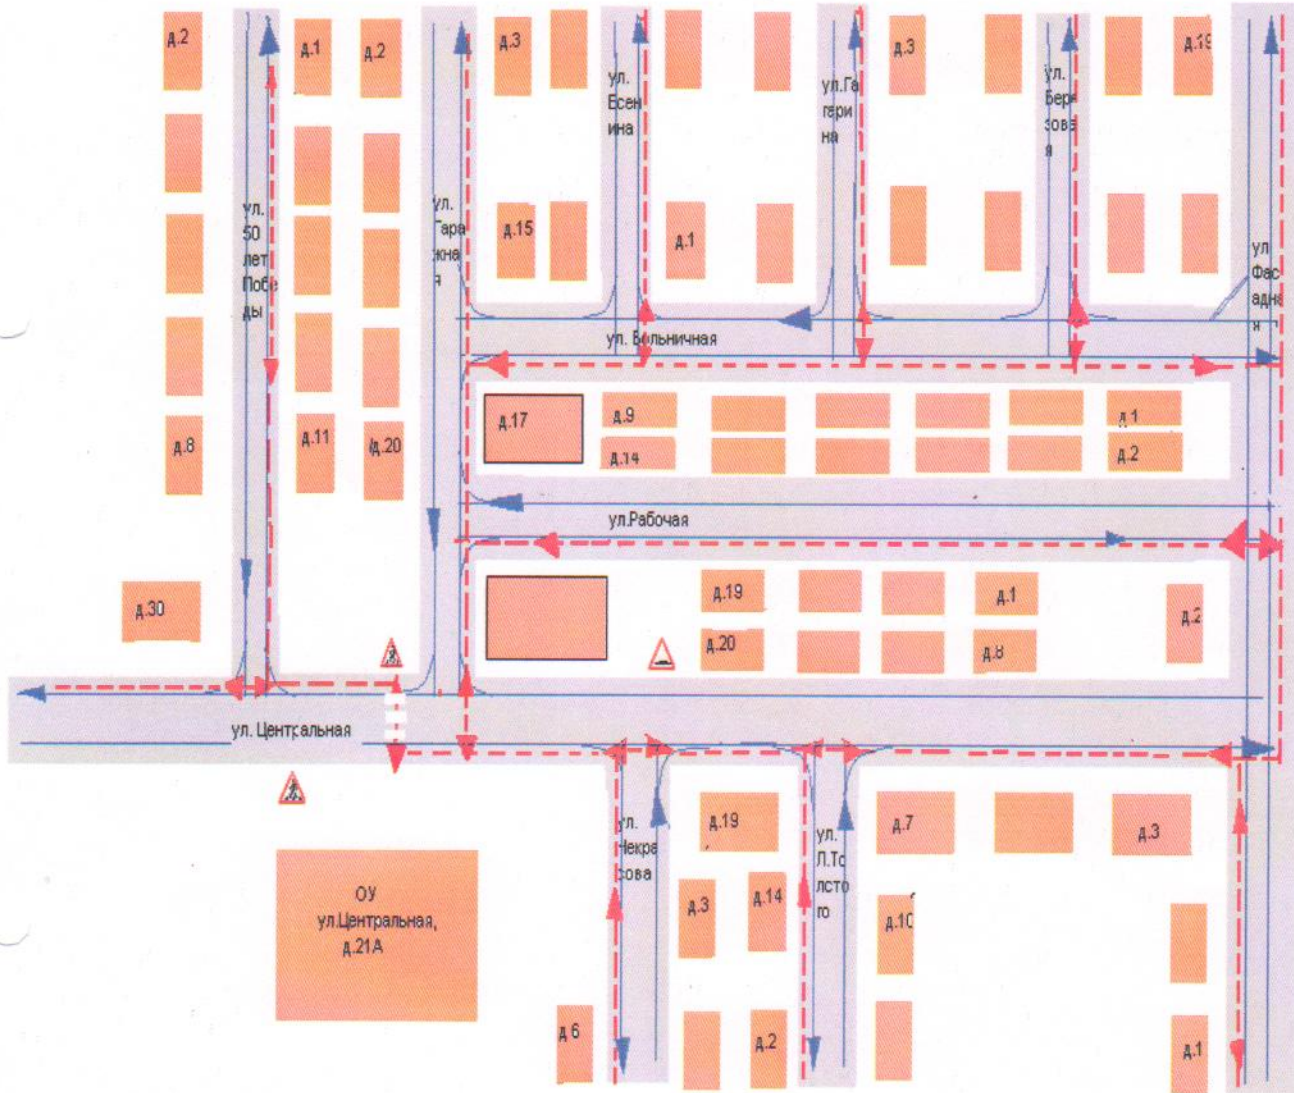 д.2
д.1
д.2
д.3
д.3
д.19
ул.
Есен
ина
ул.Га
гари
на
ул.
Бере
зова
я
ул.
50
лет
Побе
ды
ул.
Гара
жна
я
д.15
д.1
ул
Фас
адна
я
ул. Больничная
д.17
д.9
д.1
д.8
д.11
д.20
д.14
д.2
ул.Рабочая
д.30
д.19
д.1
д.2
д.20
д.8
ул. Центральная
ул.
Некра
сова
д.19
ул.
Л.То
лсто
го
д.7
д.3
ОУ
ул.Центральная,
д.21А
д.3
д.14
д.10
д.6
д.2
д.1